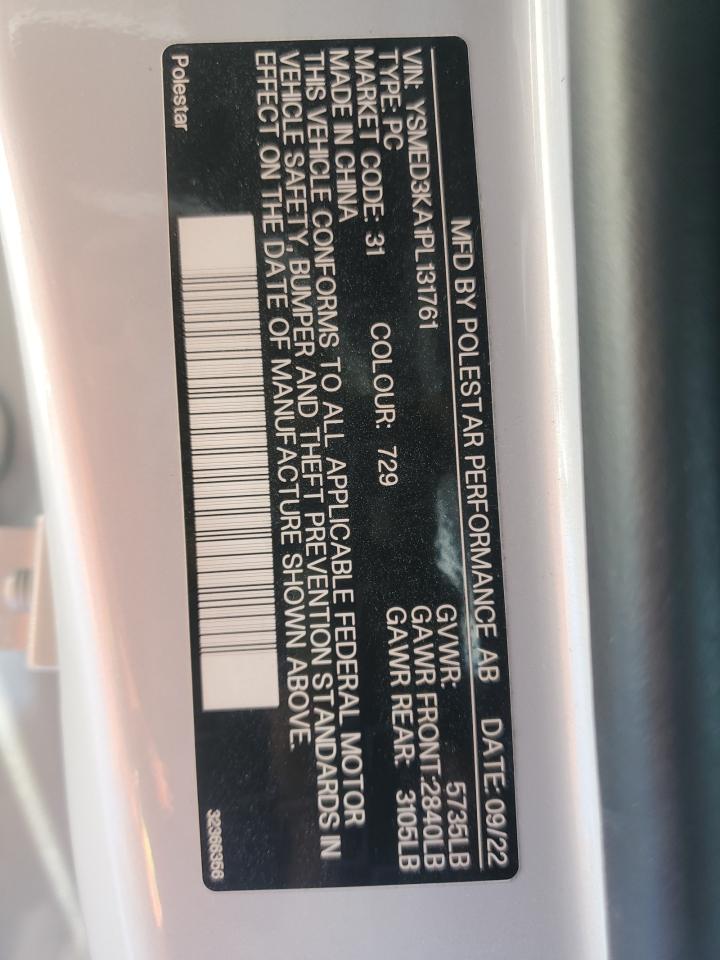 MFD BY POLESTAR PERFORMANCE AB DATE: 09/22
VIN: YSMED3KA1PL131761 GVWR: 5735LB
TYPE: PC GAWR FRONT: 2840LB
MARKET CODE: 31 COLOUR: 729 GAWR REAR: 3105LB
MADE IN CHINA
THIS VEHICLE CONFORMS TO ALL APPLICABLE FEDERAL MOTOR
VEHICLE SAFETY, BUMPER AND THEFT PREVENTION STANDARDS IN
EFFECT ON THE DATE OF MANUFACTURE SHOWN ABOVE.
Polestar 32386366